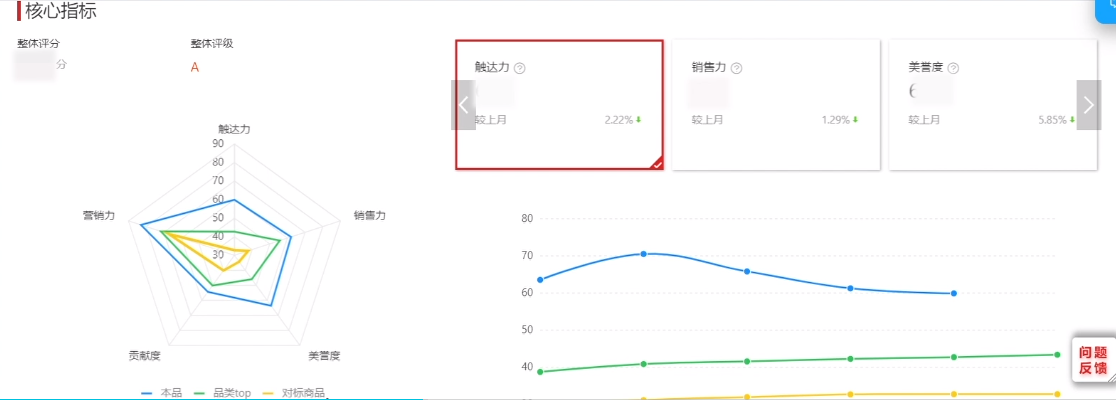 核心指标
整体评分
分
整体评级
A
触达力
90
80
70
60
50
40
30
营销力
销售力
贡献度
美誉度
本品 品类top 对标商品
触达力 ?
较上月 2.22%
销售力 ?
较上月 1.29%
美誉度 ?
较上月 5.85%
80
70
60
50
40
问题
反馈